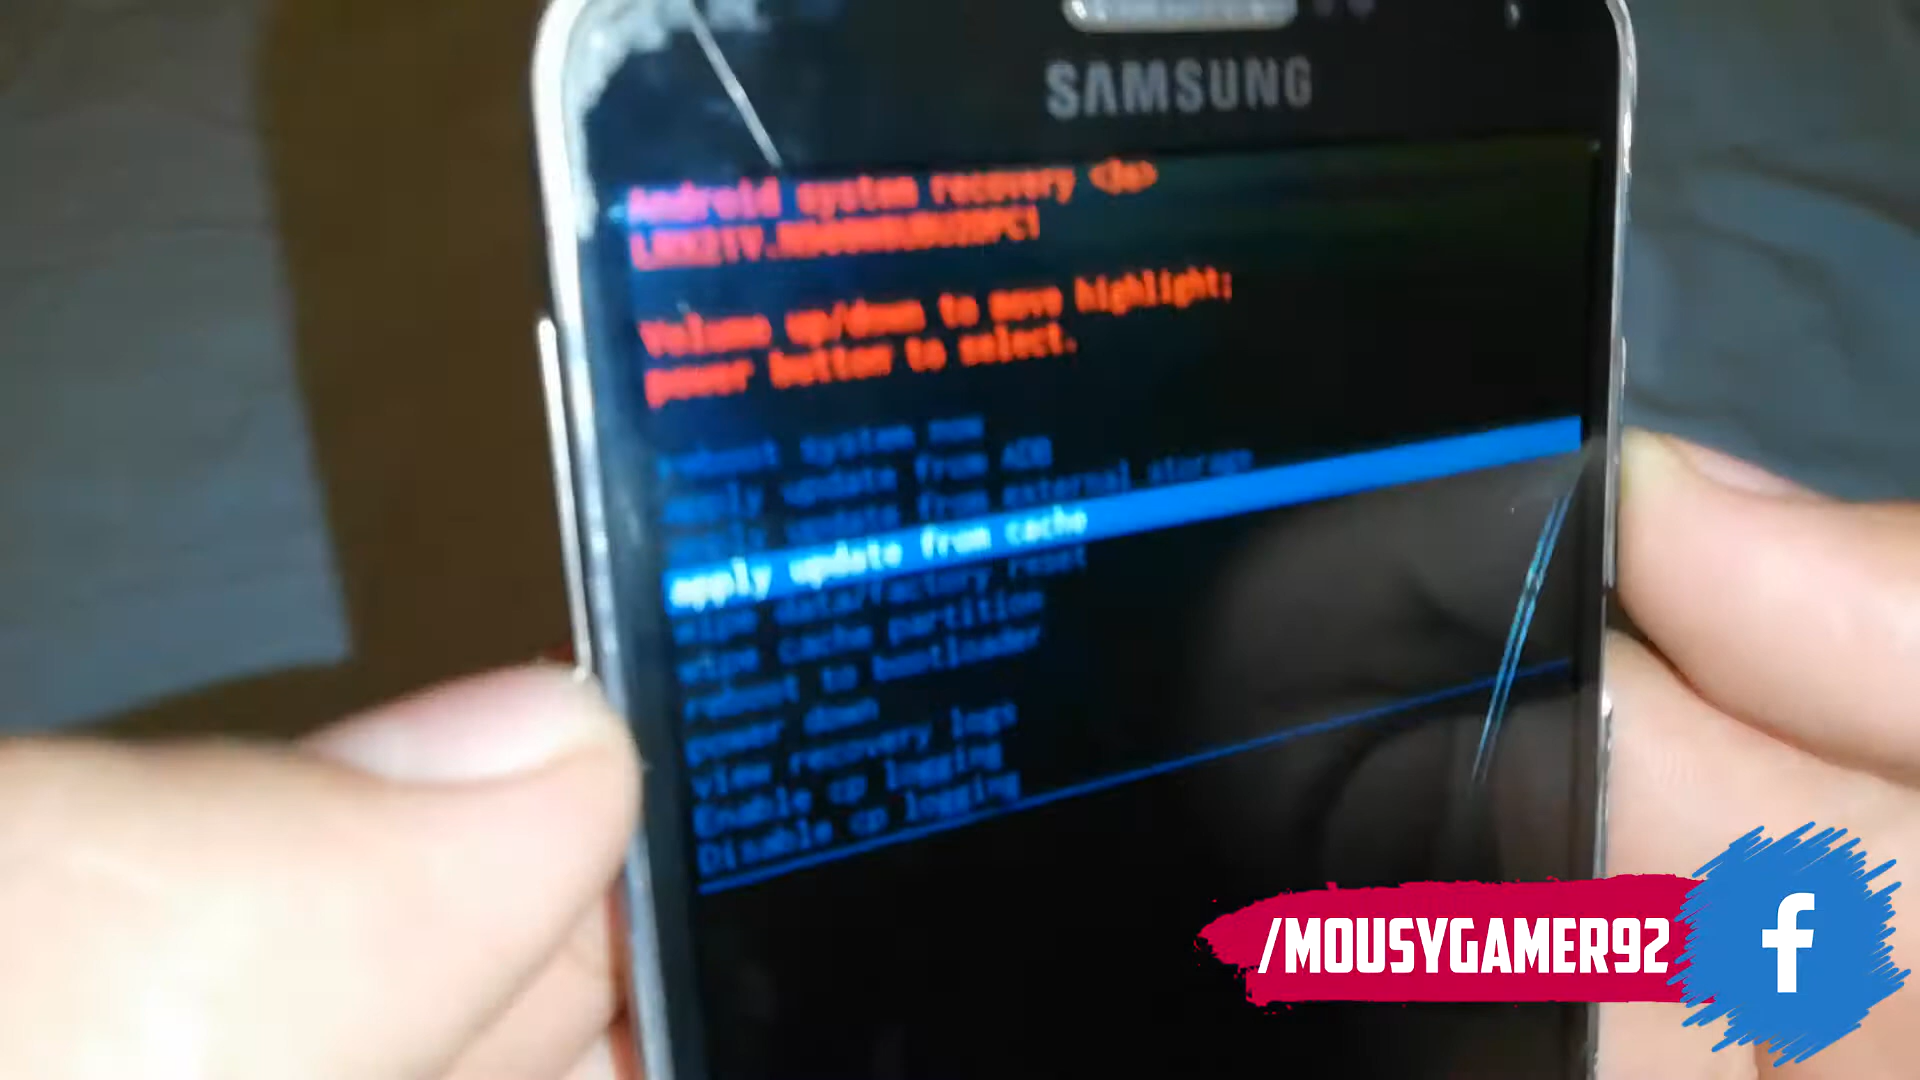 SAMSUNG
Android system recovery <3e>
Volume up/down to move highlight;
power button to select.
reboot system now
apply update from ADB
apply update from external storage
apply update from cache
wipe data/factory reset
wipe cache partition
reboot to bootloader
power down
view recovery logs
Enable cp logging
Disable cp logging
/MOUSYGAMER92
f